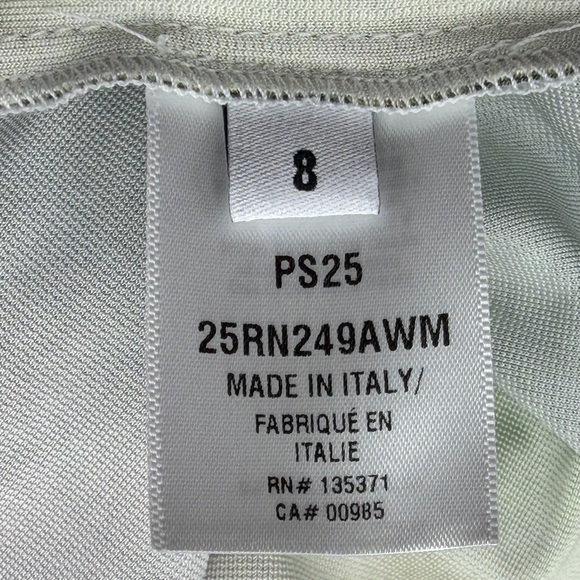 8
PS25
25RN249AWM
MADE IN ITALY/
FABRIQUÉ EN
ITALIE
RN# 135371
CA# 00985